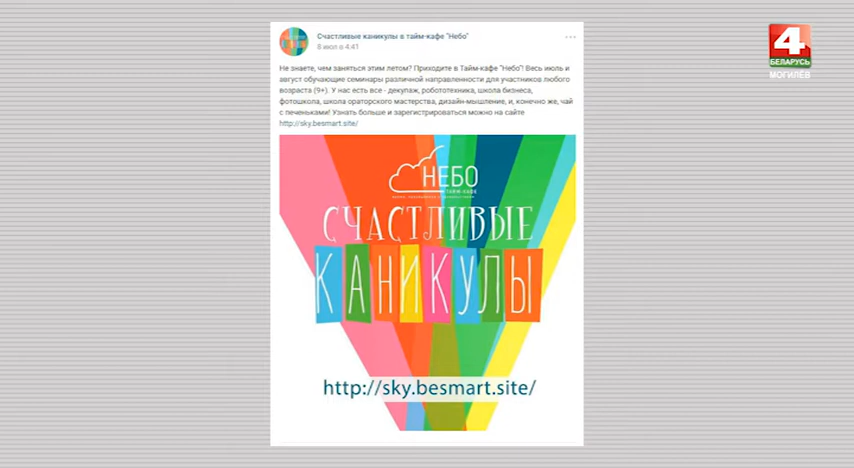 Счастливые каникулы в тайм-кафе "Небо"
8 июл в 4:41
Не знаете, чем заняться этим летом? Приходите в Тайм-кафе "Небо"! Весь июль и
август обучающие семинары различной направленности для участников любого
возраста (9+). У нас есть все - декупаж, робототехника, школа бизнеса,
фотошкола, школа ораторского мастерства, дизайн-мышление, и, конечно же, чай
с печеньками! Узнать больше и зарегистрироваться можно на сайте
http://sky.besmart.site/
НЕБО
ТАЙМ-КАФЕ
СЧАСТЛИВЫЕ
КАНИКУЛЫ
http://sky.besmart.site/
4
БЕЛАРУСЬ
МОГИЛЁВ